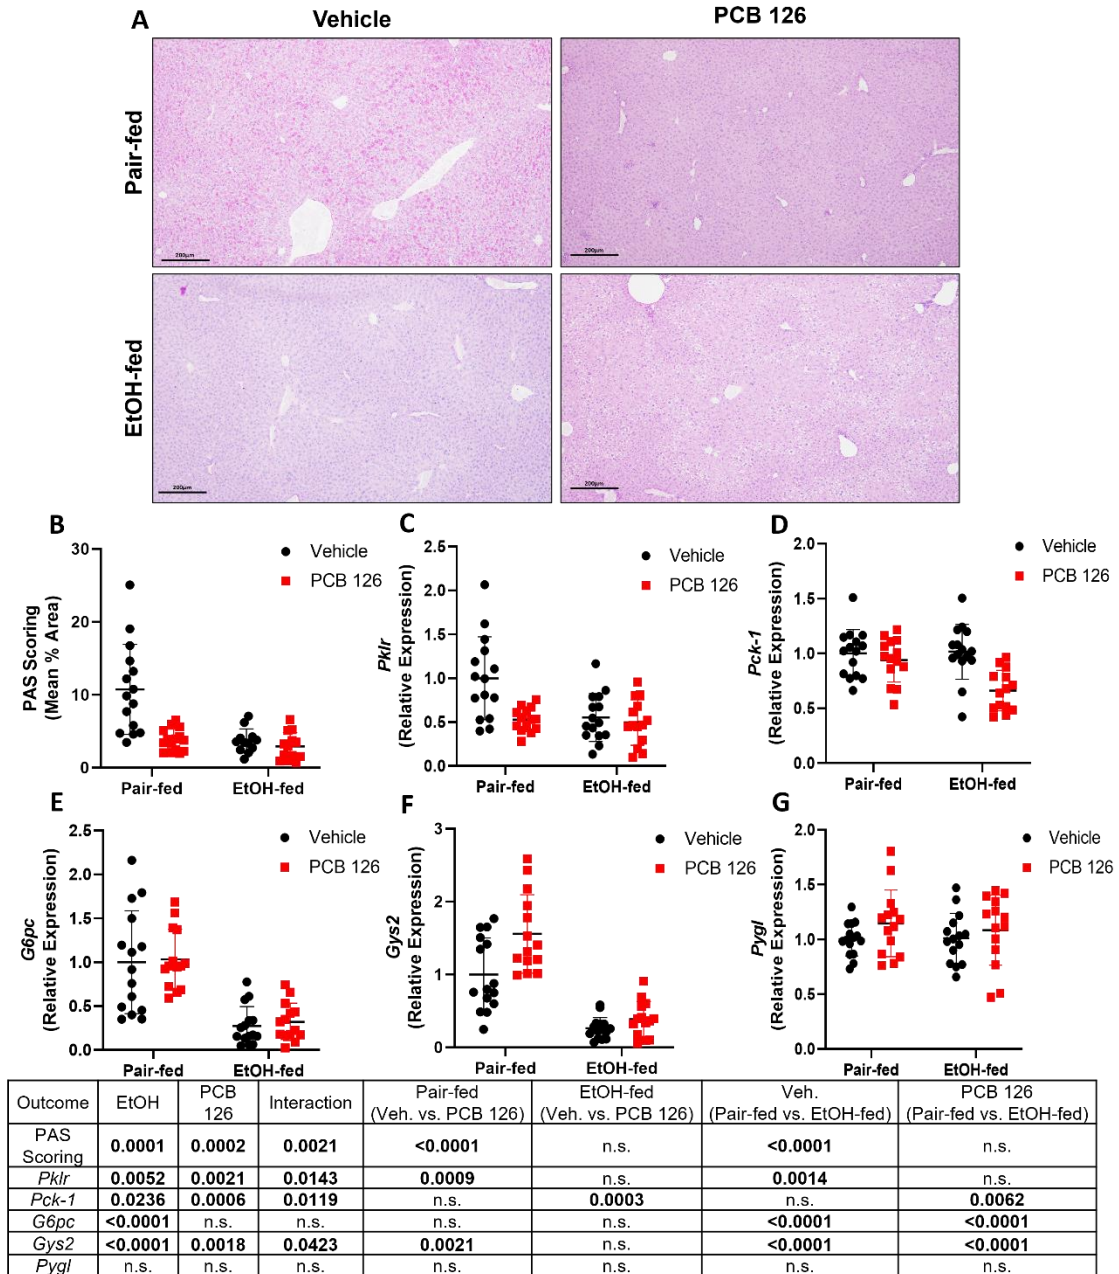 A
Vehicle
PCB 126
Pair-fed
200μm
200μm
EtOH-fed
200μm
200μm
B
PAS Scoring
(Mean % Area)
30
20
10
0
Vehicle
PCB 126
Pair-fed
EtOH-fed
C
Pklr
(Relative Expression)
2.5
2.0
1.5
1.0
0.5
0.0
Vehicle
PCB 126
Pair-fed
EtOH-fed
D
Pck-1
(Relative Expression)
2.0
1.5
1.0
0.5
0.0
Vehicle
PCB 126
Pair-fed
EtOH-fed
E
G6pc
(Relative Expression)
2.5
2.0
1.5
1.0
0.5
0.0
Vehicle
PCB 126
Pair-fed
EtOH-fed
F
Gys2
(Relative Expression)
3
2
1
0
Vehicle
PCB 126
Pair-fed
EtOH-fed
G
Pygl
(Relative Expression)
2.0
1.5
1.0
0.5
0.0
Vehicle
PCB 126
Pair-fed
EtOH-fed
Outcome EtOH PCB 126 Interaction Pair-fed (Veh. vs. PCB 126) EtOH-fed (Veh. vs. PCB 126) Veh. (Pair-fed vs. EtOH-fed) PCB 126 (Pair-fed vs. EtOH-fed)
PAS Scoring 0.0001 0.0002 0.0021 <0.0001 n.s. <0.0001 n.s.
Pklr 0.0052 0.0021 0.0143 0.0009 n.s. 0.0014 n.s.
Pck-1 0.0236 0.0006 0.0119 n.s. 0.0003 n.s. 0.0062
G6pc <0.0001 n.s. n.s. n.s. n.s. <0.0001 <0.0001
Gys2 <0.0001 0.0018 0.0423 0.0021 n.s. <0.0001 <0.0001
Pygl n.s. n.s. n.s. n.s. n.s. n.s. n.s.